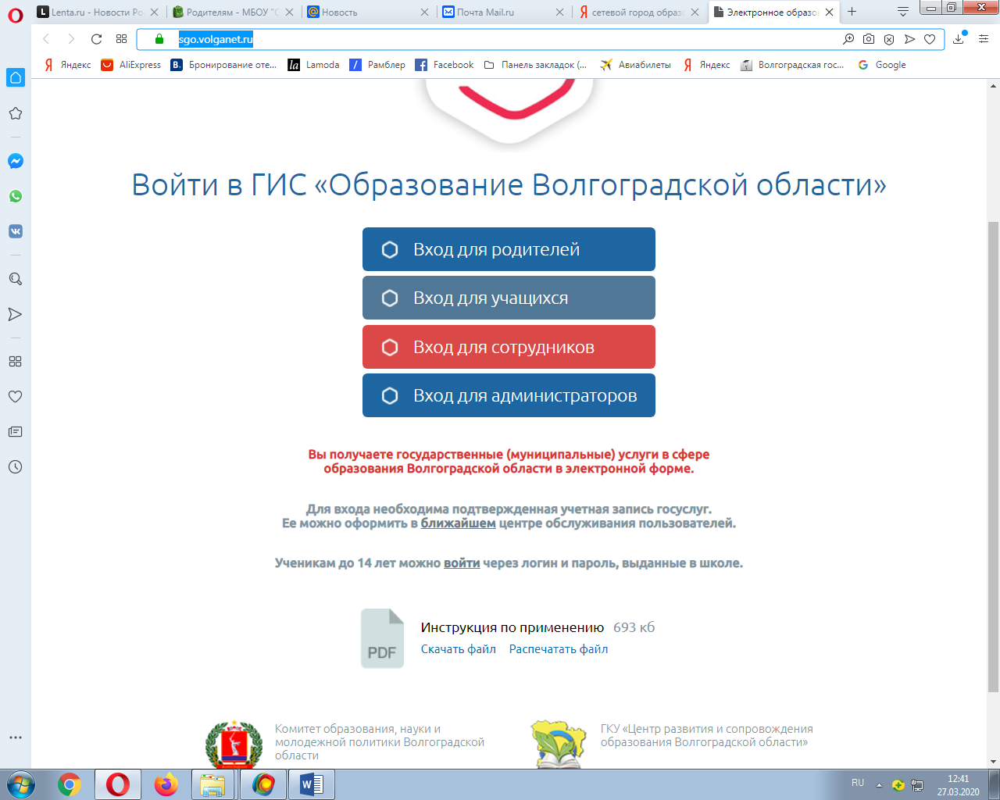 Lenta.ru - Новости Ро
Родителям - МБОУ "С
Новость
Почта Mail.ru
сетевой город образо
Электронное образо
sgo.volganet.ru
Яндекс
AliExpress
Бронирование оте...
Lamoda
Рамблер
Facebook
Панель закладок (...
Авиабилеты
Яндекс
Волгоградская гос...
Google
Войти в ГИС «Образование Волгоградской области»
Вход для родителей
Вход для учащихся
Вход для сотрудников
Вход для администраторов
Вы получаете государственные (муниципальные) услуги в сфере
образования Волгоградской области в электронной форме.
Для входа необходима подтвержденная учетная запись госуслуг.
Ее можно оформить в ближайшем центре обслуживания пользователей.
Ученикам до 14 лет можно войти через логин и пароль, выданные в школе.
PDF
Инструкция по применению 693 кб
Скачать файл Распечатать файл
Комитет образования, науки и
молодежной политики Волгоградской
области
ГКУ «Центр развития и сопровождения
образования Волгоградской области»
RU
12:41
27.03.2020